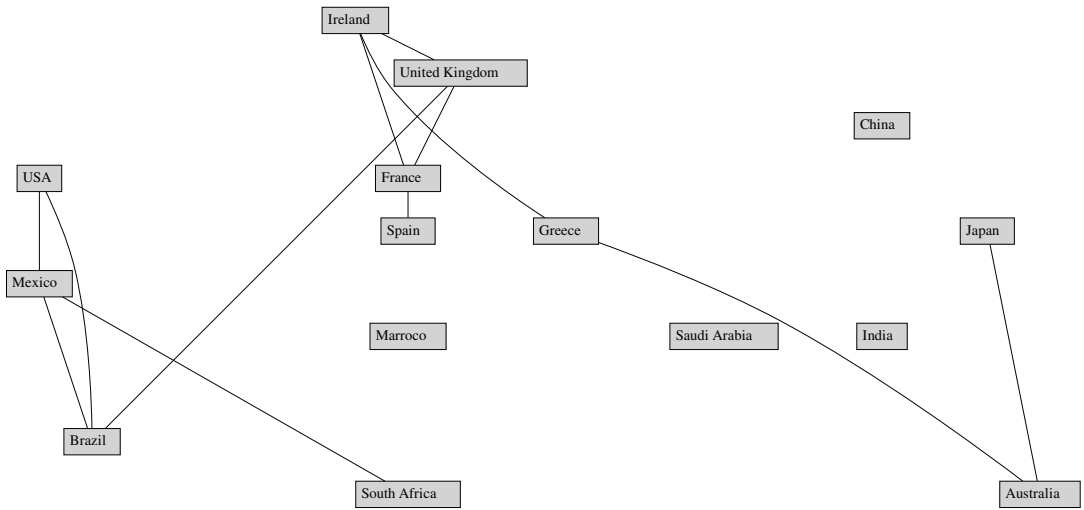 Ireland
United Kingdom
China
USA
France
Spain
Greece
Japan
Mexico
Marroco
Saudi Arabia
India
Brazil
South Africa
Australia